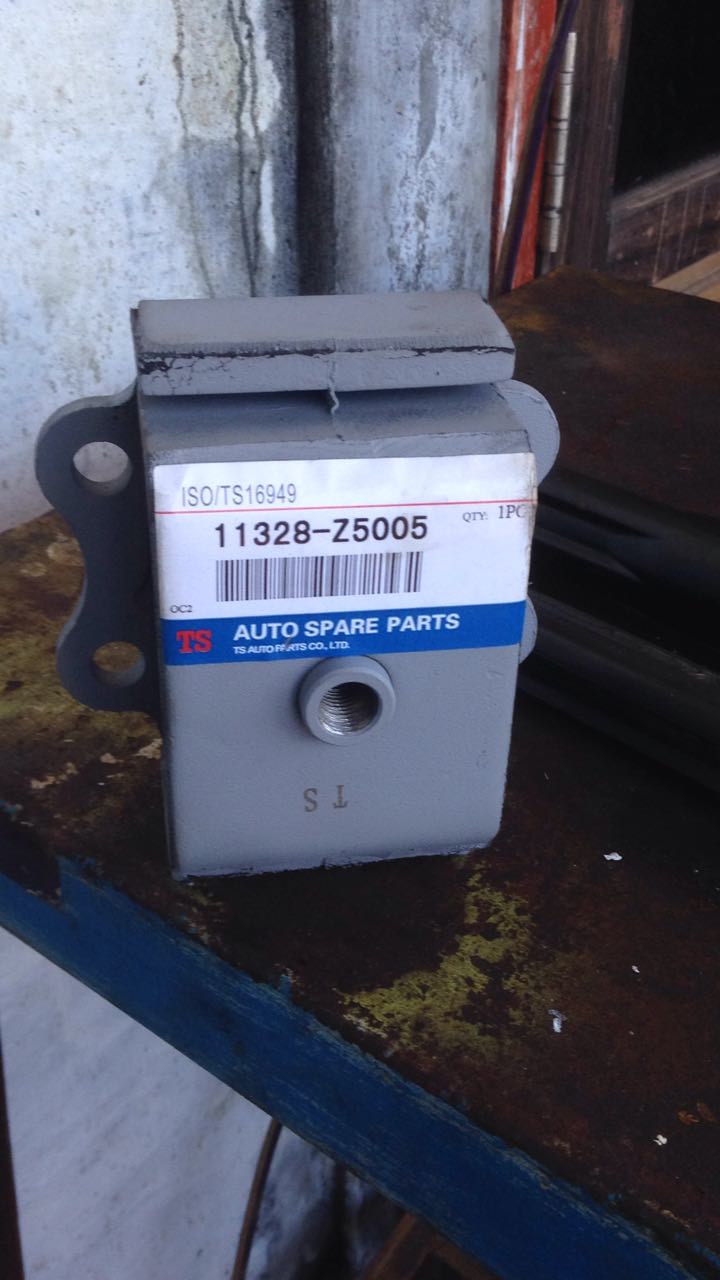 ISO/TS16949
11328-Z5005
QTY: 1PC
OC2
TS AUTO SPARE PARTS
TS AUTO PARTS CO., LTD.
TS